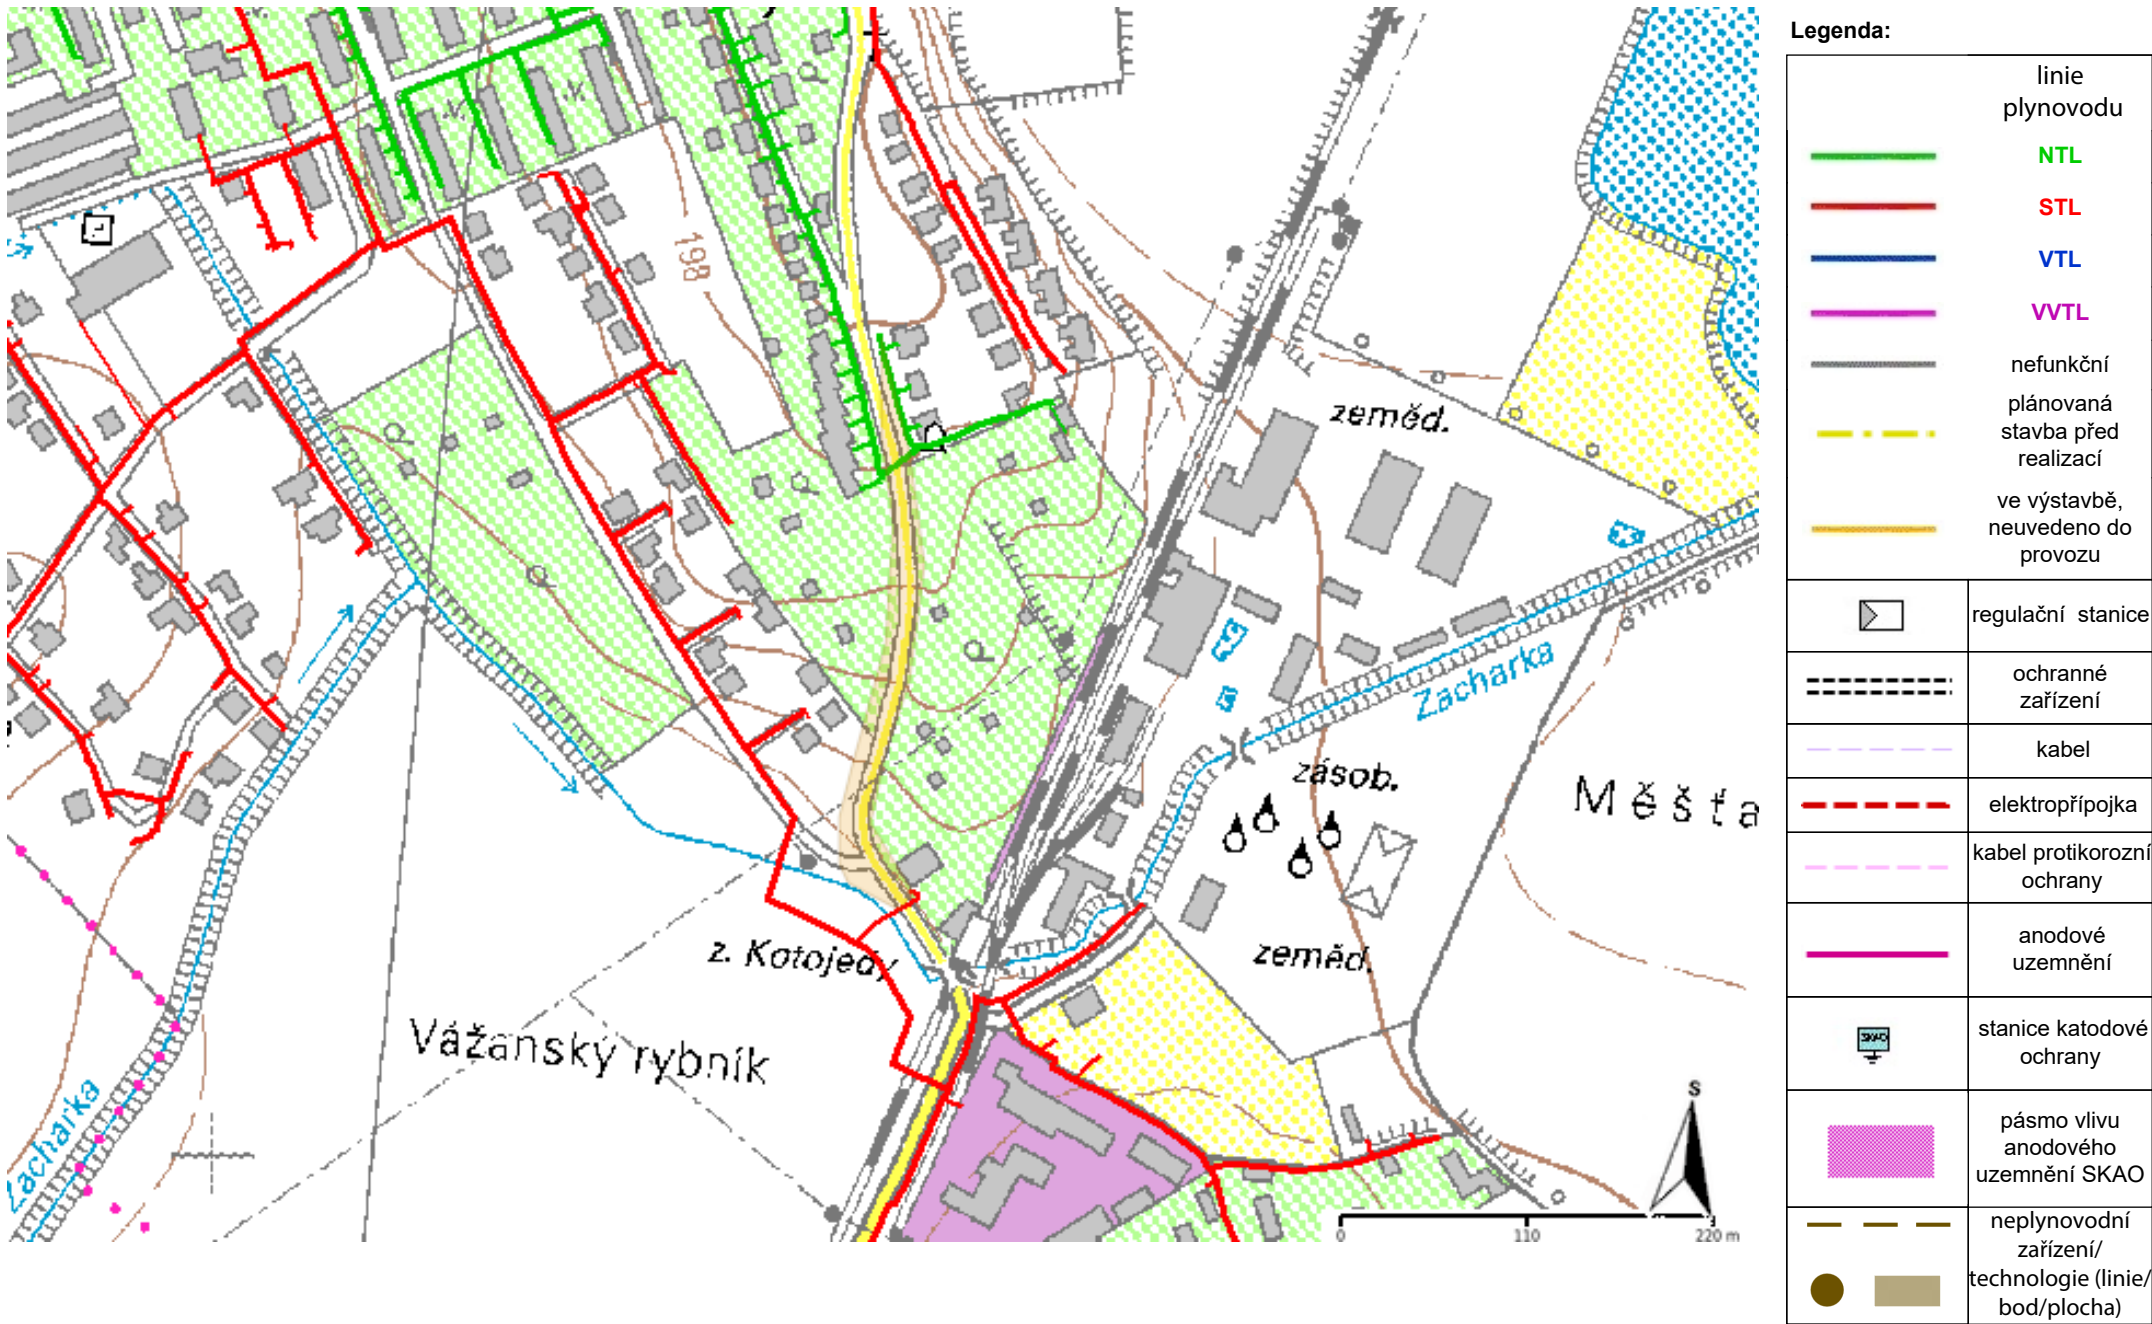 198
zeměd.
Zacharka
zásob.
Měšťa
zeměd.
z. Kotojedy
Vážanský rybník
Zacharka
S
0 110 220 m
Legenda:
linie
plynovodu
NTL
STL
VTL
VVTL
nefunkční
plánovaná
stavba před
realizací
ve výstavbě,
neuvedeno do
provozu
regulační stanice
ochranné
zařízení
kabel
elektropřípojka
kabel protikorozní
ochrany
anodové
uzemnění
SKAO
stanice katodové
ochrany
pásmo vlivu
anodového
uzemnění SKAO
neplynovodní
zařízení/
technologie (linie/
bod/plocha)